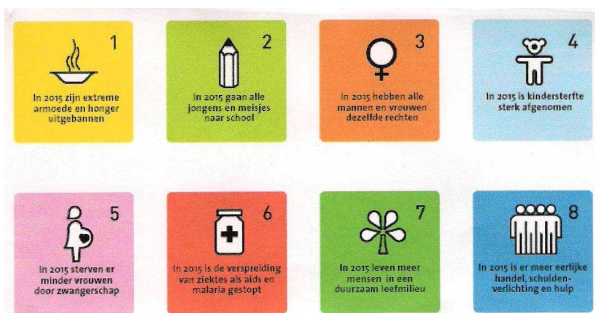 1
In 2015 zijn extreme
armoede en honger
uitgebannen
2
In 2015 gaan alle
jongens en meisjes
naar school
3
In 2015 hebben alle
mannen en vrouwen
dezelfde rechten
4
In 2015 is kindersterfte
sterk afgenomen
5
In 2015 sterven er
minder vrouwen
door zwangerschap
6
In 2015 is de verspreiding
van ziektes als aids en
malaria gestopt
7
In 2015 leven meer
mensen in een
duurzaam leefmilieu
8
In 2015 is er meer eerlijke
handel, schulden-
verlichting en hulp